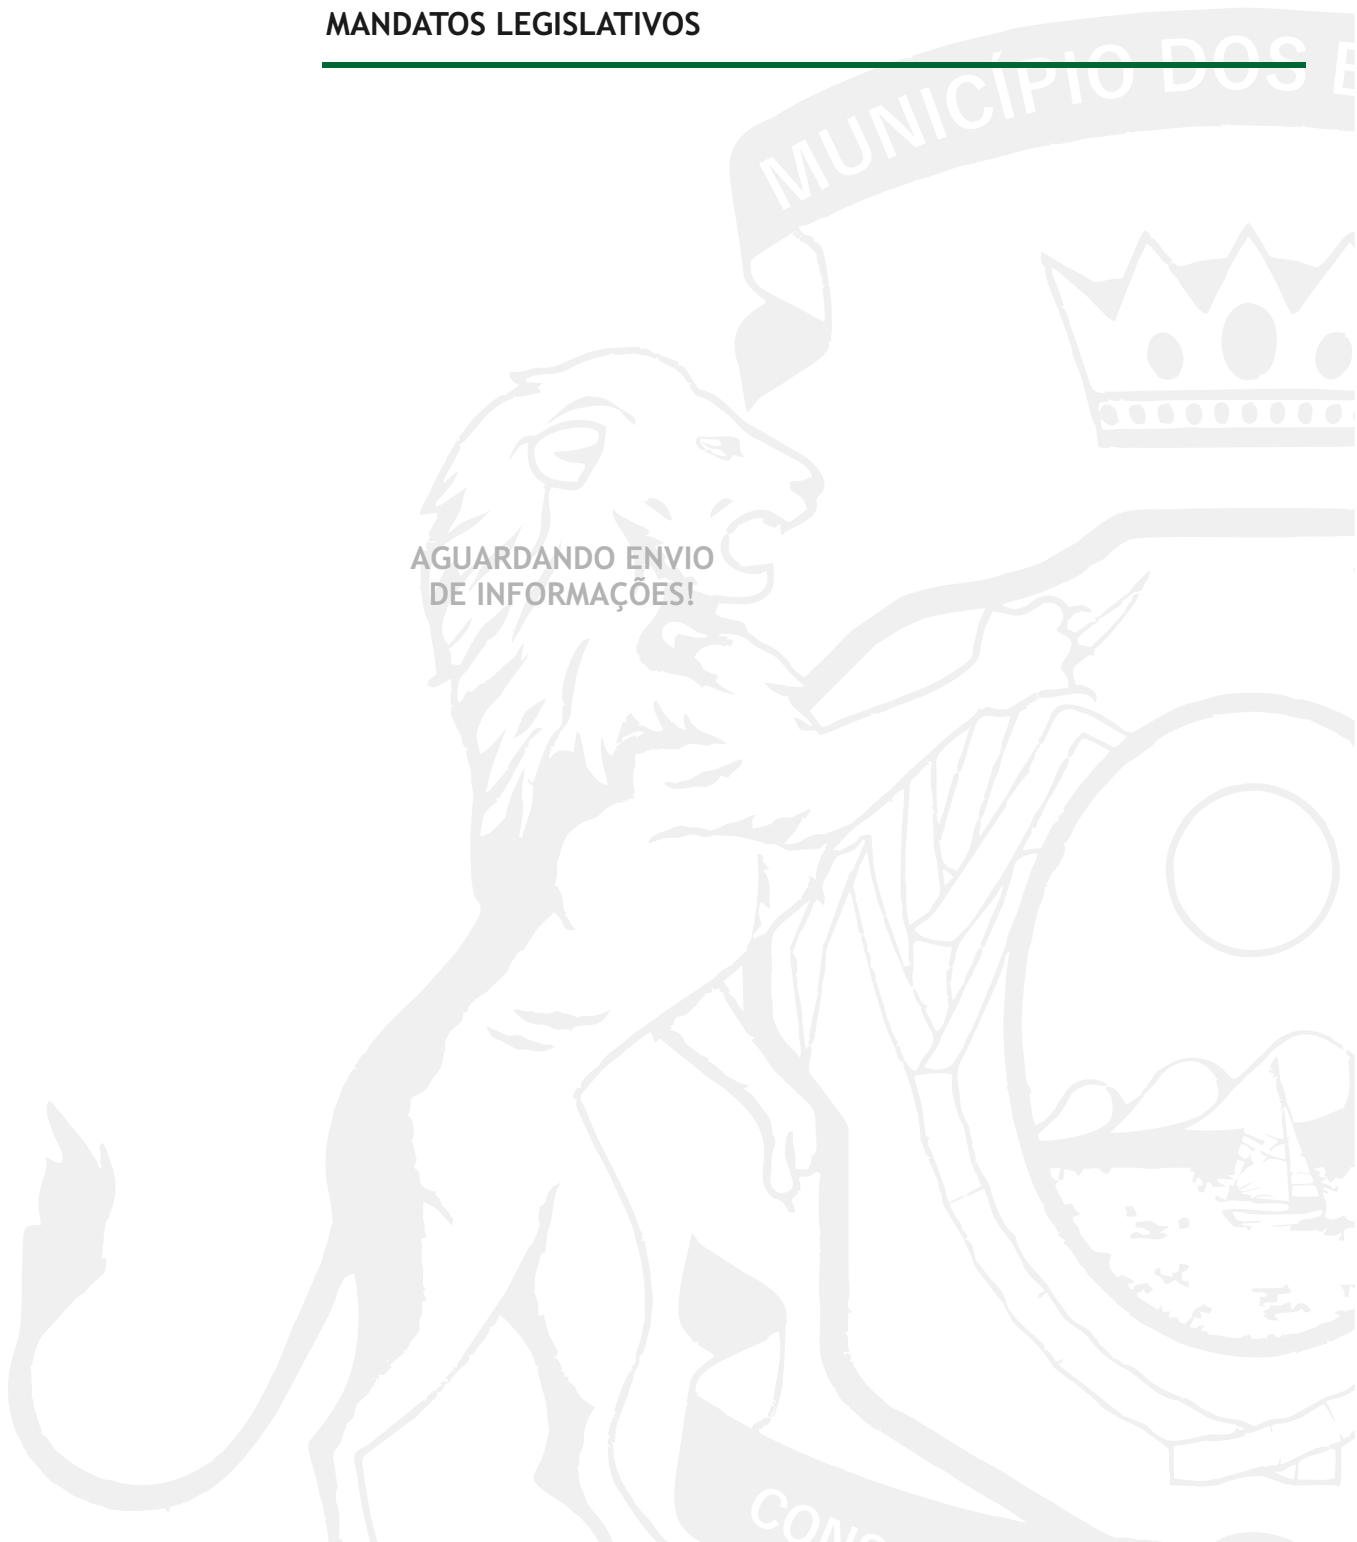 MANDATOS LEGISLATIVOS
MUNICÍPIO DOS
AGUARDANDO ENVIO
DE INFORMAÇÕES!